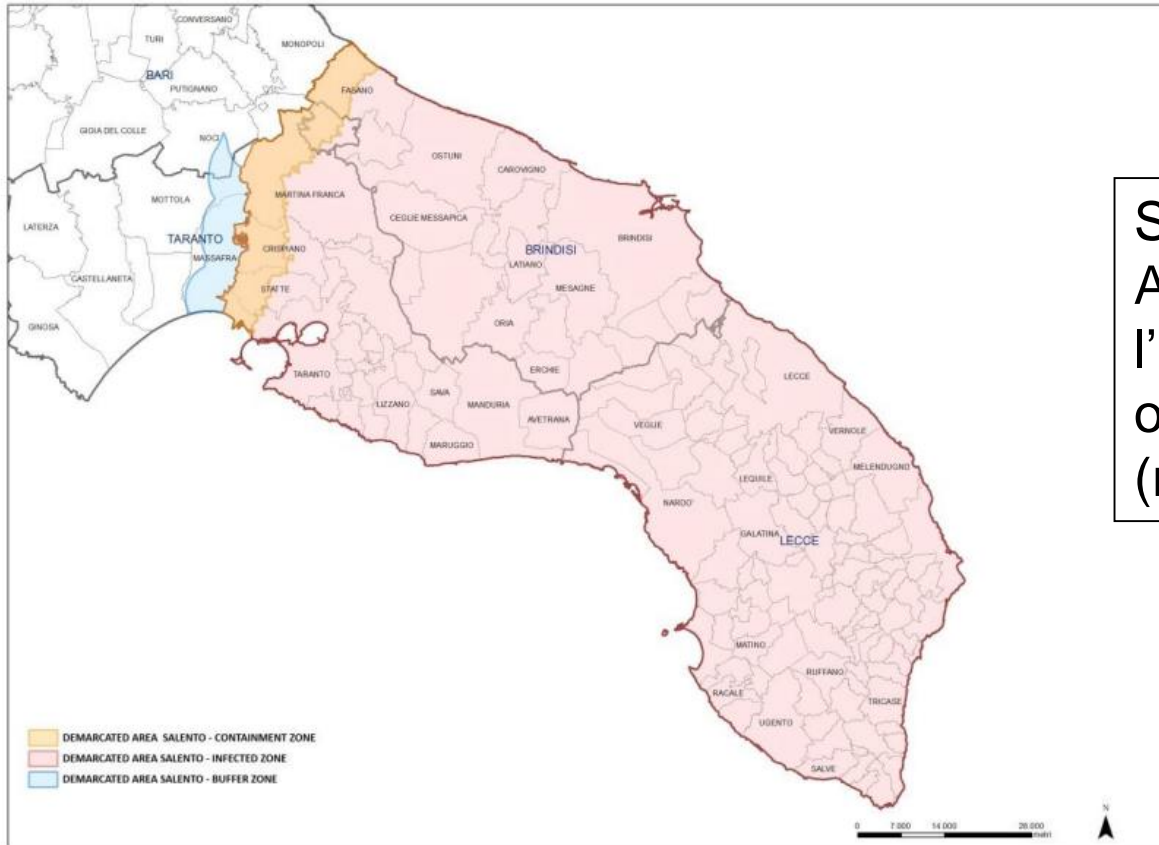 CONVERSANO
TURI
MONOPOLI
BARI
PUTIGNANO
FASANO
GIOIA DEL COLLE
NOCI
OSTUNI
CAROVIGNO
MOTTOLA
MARTINA FRANCA
CEGLIE MESSAPICA
LATERZA
TARANTO
CRISPIANO
BRINDISI
BRINDISI
MASSAFRA
LATIANO
CASTELLANETA
STATTE
MESAGNE
GINOSA
ORIA
TARANTO
ERCHIE
LECCE
SAVA
LIZZANO
MANDURIA
AVETRANA
VEGLIE
VERNOLE
MARUGGIO
MELENDUGNO
LEQUILE
NARDO'
GALATINA
LECCE
MATINO
RUFFANO
RACALE
TRICASE
UGENTO
SALVE
DEMARCATED AREA SALENTO - CONTAINMENT ZONE
DEMARCATED AREA SALENTO - INFECTED ZONE
DEMARCATED AREA SALENTO - BUFFER ZONE
0 7.000 14.000 28.000
metri
N
S
A
l'
o
(